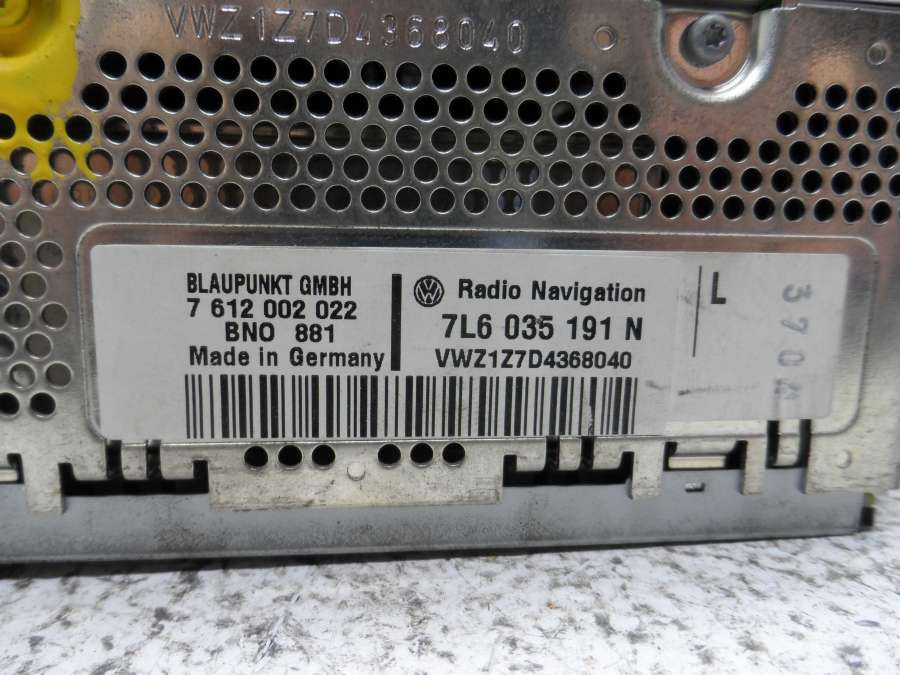 VWZ1Z7D4368040
BLAUPUNKT GMBH
7 612 002 022
BNO 881
Made in Germany
Radio Navigation
7L6 035 191 N
VWZ1Z7D4368040
L